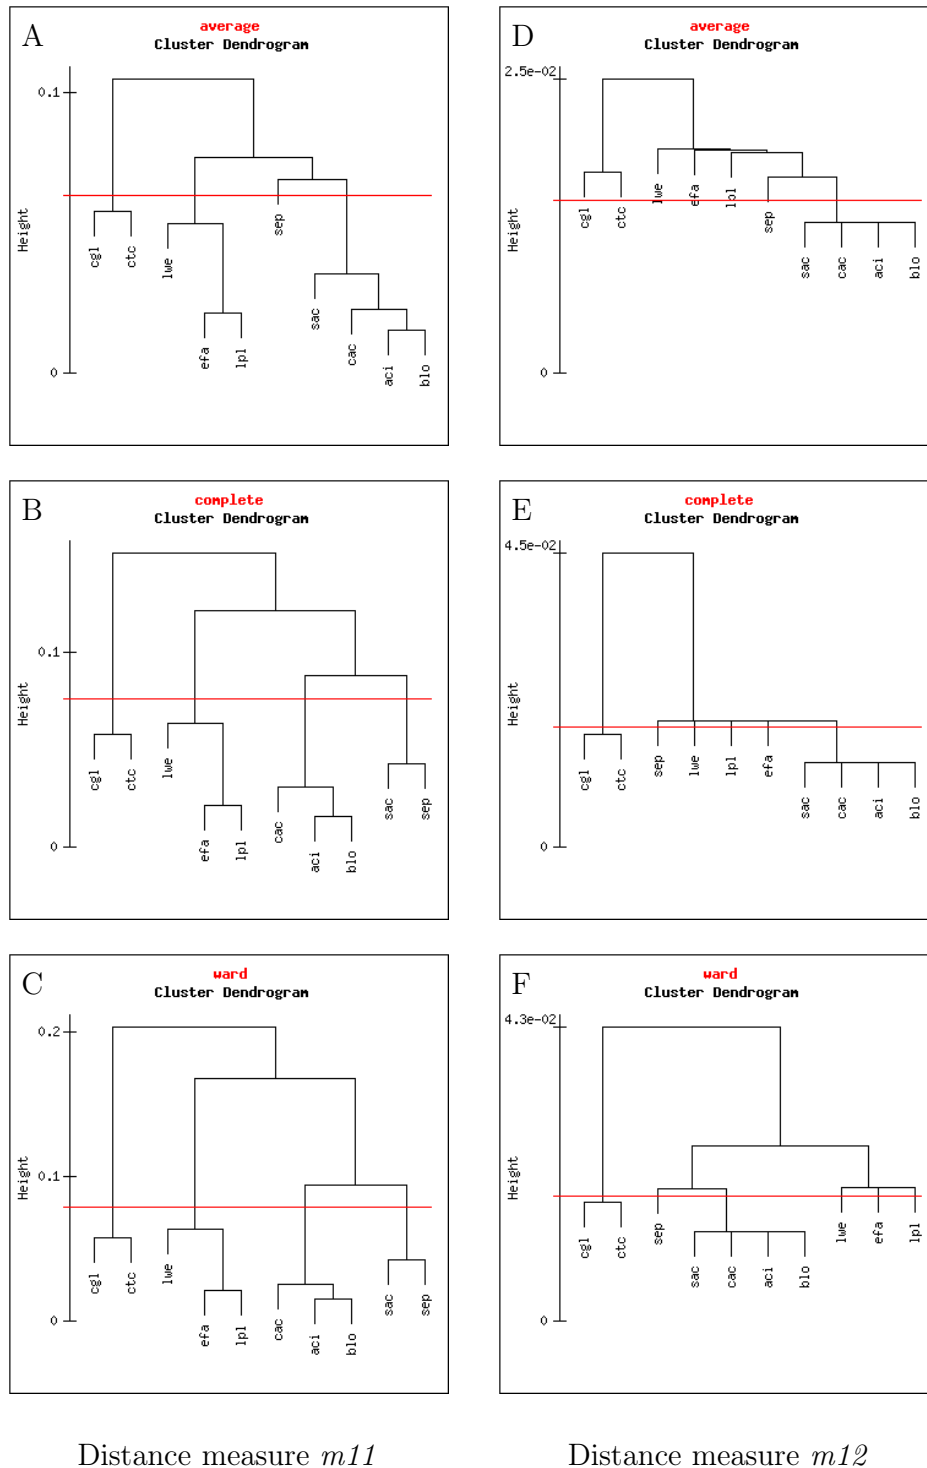 A
average
Cluster Dendrogram
0.1
Height
0
cgl
ctc
lwe
efa
lpl
sep
sac
cac
aci
blo
D
average
Cluster Dendrogram
2.5e-02
Height
0
cgl
ctc
lwe
efa
lpl
sep
sac
cac
aci
blo
B
complete
Cluster Dendrogram
0.1
Height
0
cgl
ctc
lwe
efa
lpl
cac
aci
blo
sac
sep
E
complete
Cluster Dendrogram
4.5e-02
Height
0
cgl
ctc
sep
lwe
lpl
efa
sac
cac
aci
blo
C
ward
Cluster Dendrogram
0.2
0.1
Height
0
cgl
ctc
lwe
efa
lpl
cac
aci
blo
sac
sep
F
ward
Cluster Dendrogram
4.3e-02
Height
0
cgl
ctc
sep
sac
cac
aci
blo
lwe
efa
lpl
Distance measure m11
Distance measure m12